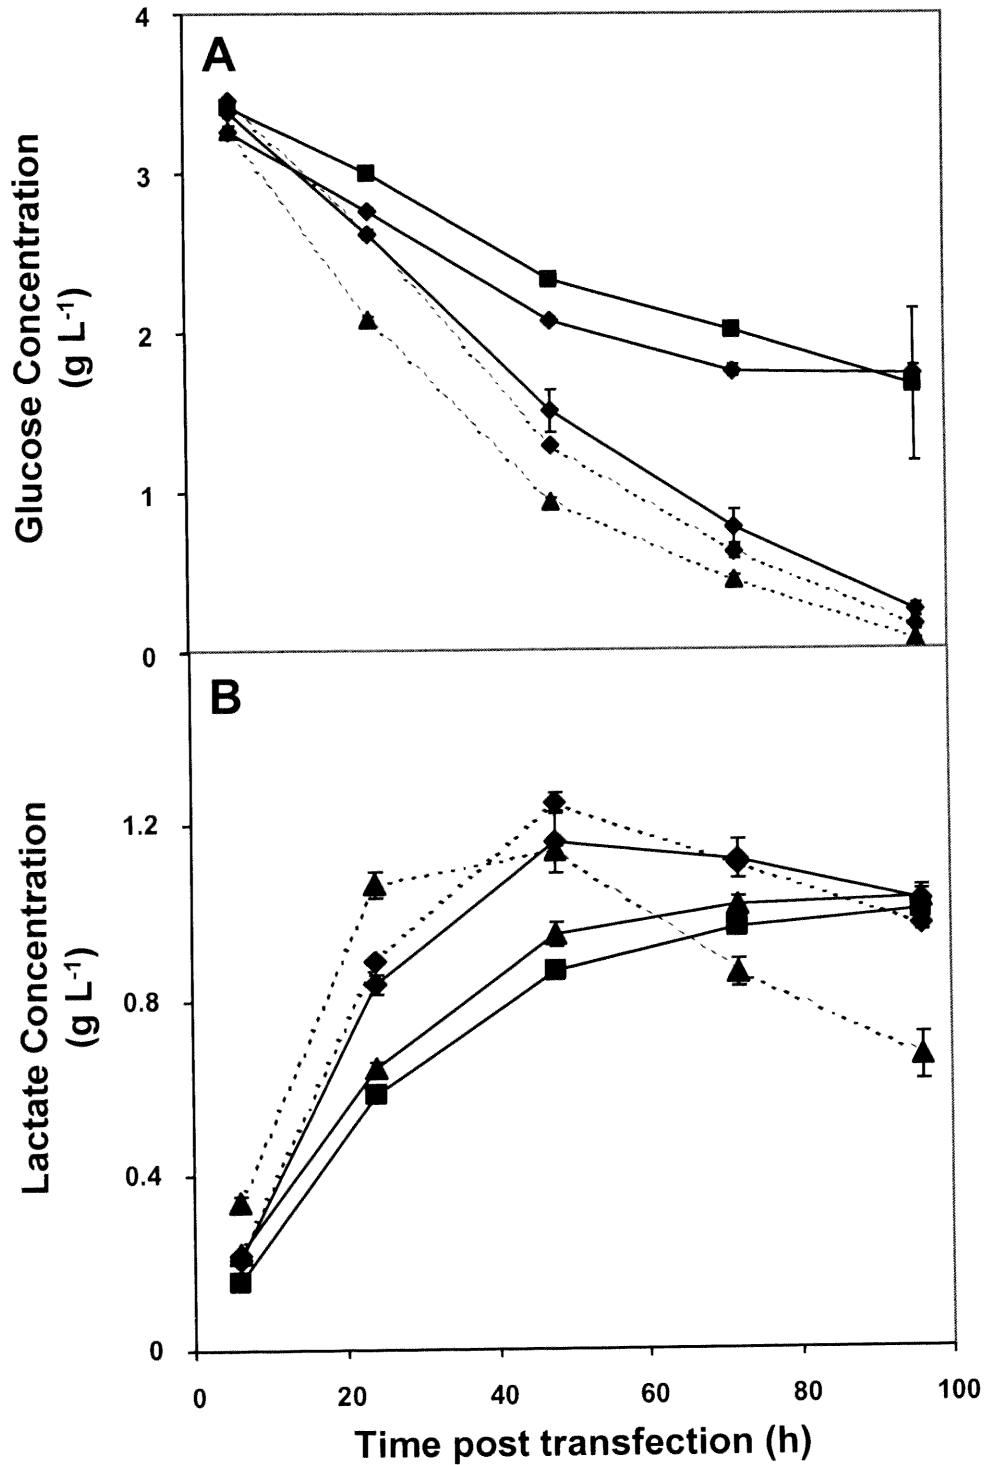 A
4
3
2
1
0
Glucose Concentration
(g L-1)
B
1.2
0.8
0.4
0
Lactate Concentration
(g L-1)
0 20 40 60 80 100
Time post transfection (h)